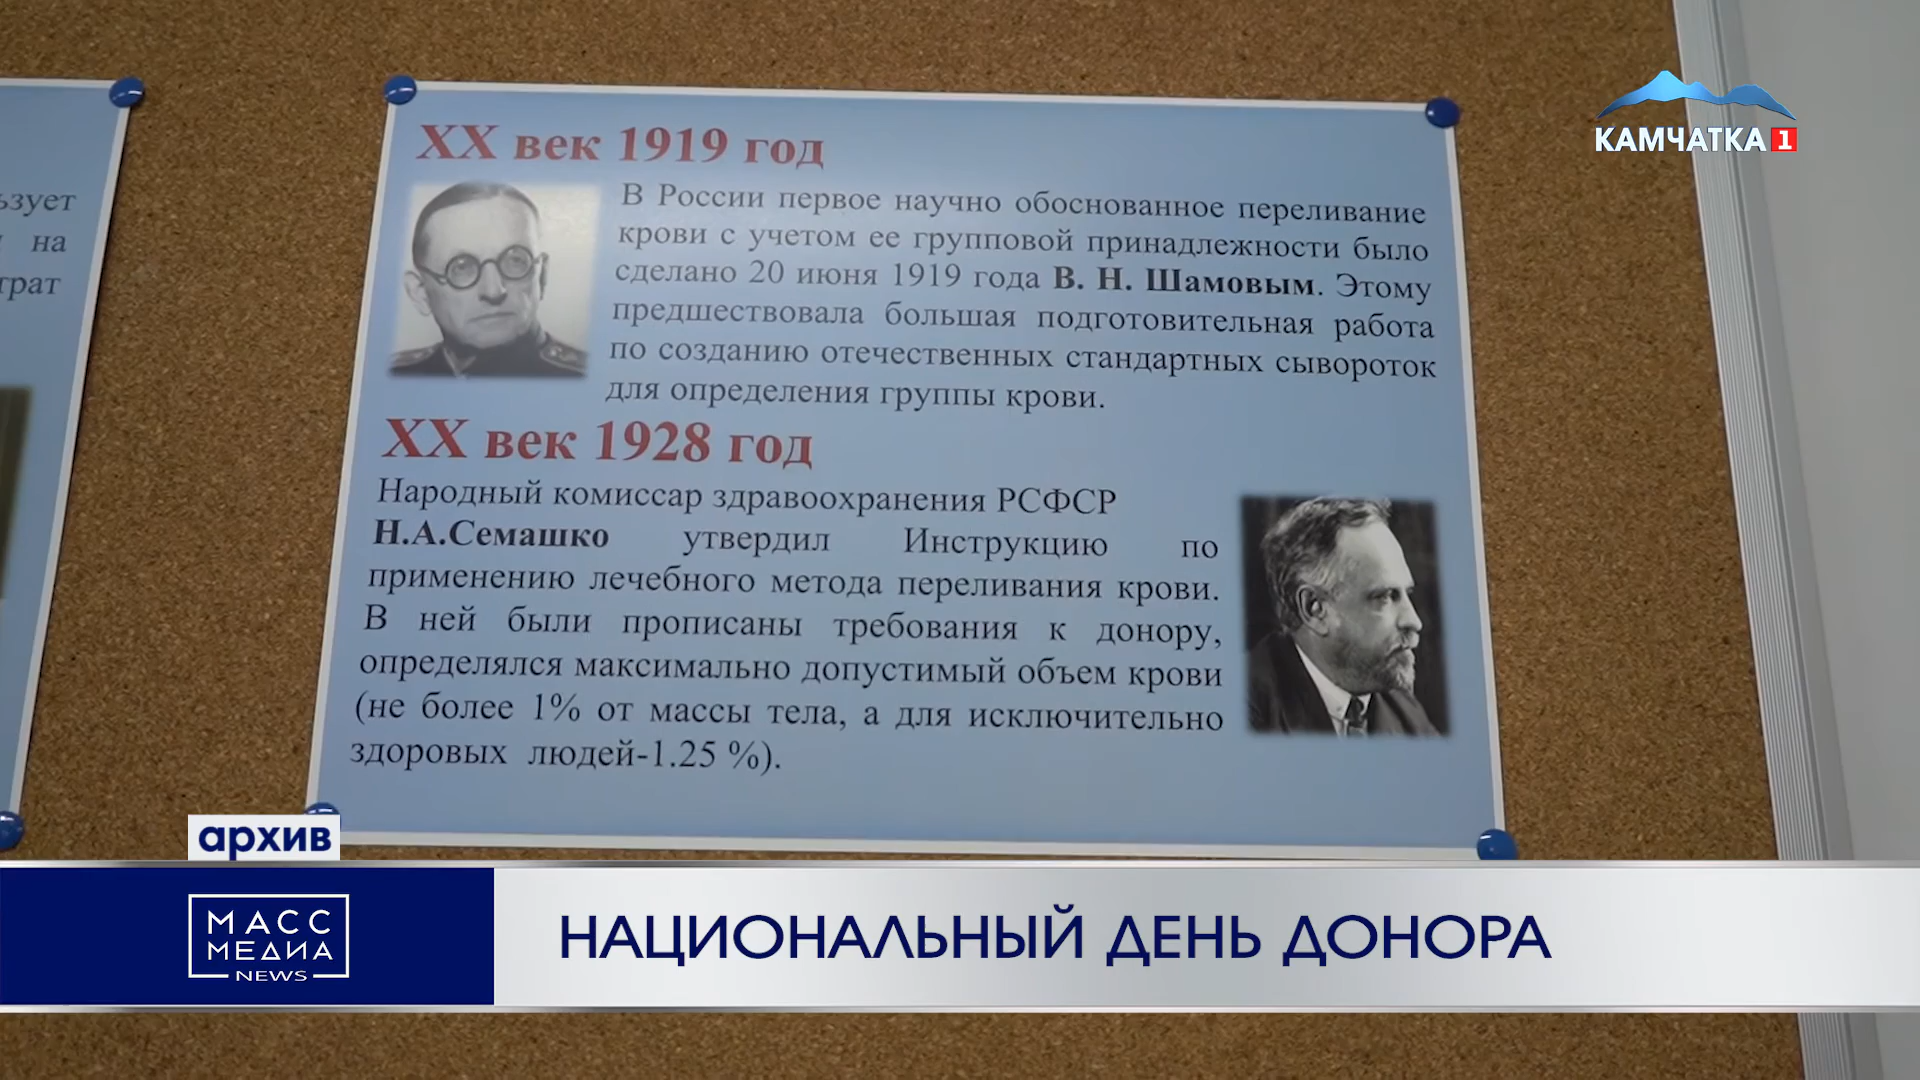 КАМЧАТКА 1
на
XX век 1919 год
В России первое научно обоснованное переливание
крови с учетом ее групповой принадлежности было
сделано 20 июня 1919 года В. Н. Шамовым. Этому
предшествовала большая подготовительная работа
по созданию отечественных стандартных сывороток
для определения группы крови.
XX век 1928 год
Народный комиссар здравоохранения РСФСР
Н.А.Семашко утвердил Инструкцию по
применению лечебного метода переливания крови.
В ней были прописаны требования к донору,
определялся максимально допустимый объем крови
(не более 1% от массы тела, а для исключительно
здоровых людей-1.25 %).
архив
МАСС
МЕДИА
NEWS
НАЦИОНАЛЬНЫЙ ДЕНЬ ДОНОРА